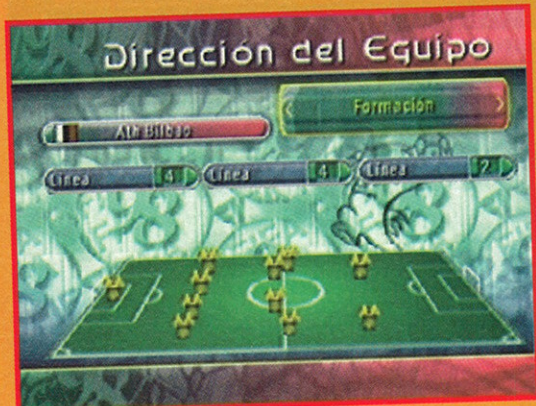 Dirección del Equipo
Formación
Ath Bilbao
Línea 4 Línea 4 Línea 2